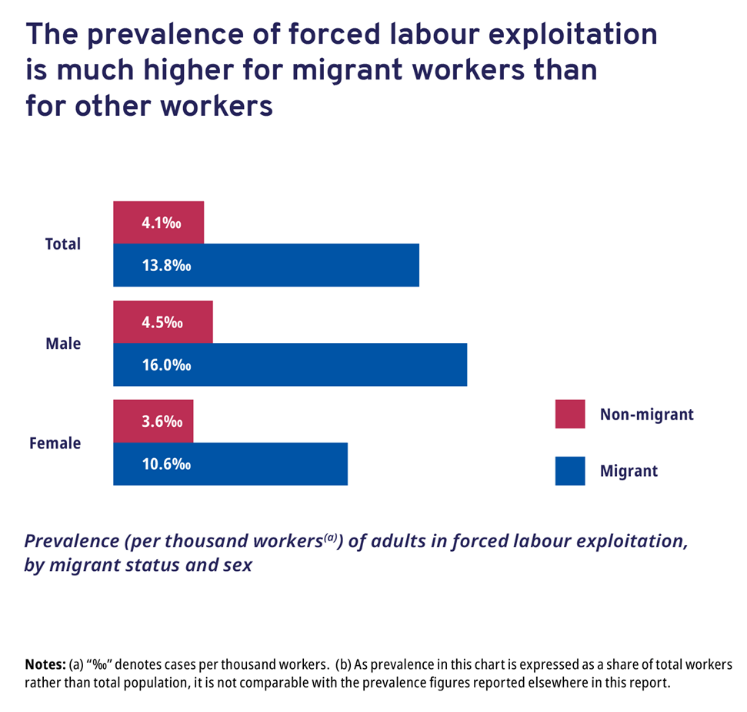 The prevalence of forced labour exploitation
is much higher for migrant workers than
for other workers
Total
4.1‰
13.8‰
Male
4.5‰
16.0‰
Female
3.6‰
10.6‰
Non-migrant
Migrant
Prevalence (per thousand workers(a)) of adults in forced labour exploitation,
by migrant status and sex
Notes: (a) “‰” denotes cases per thousand workers. (b) As prevalence in this chart is expressed as a share of total workers
rather than total population, it is not comparable with the prevalence figures reported elsewhere in this report.